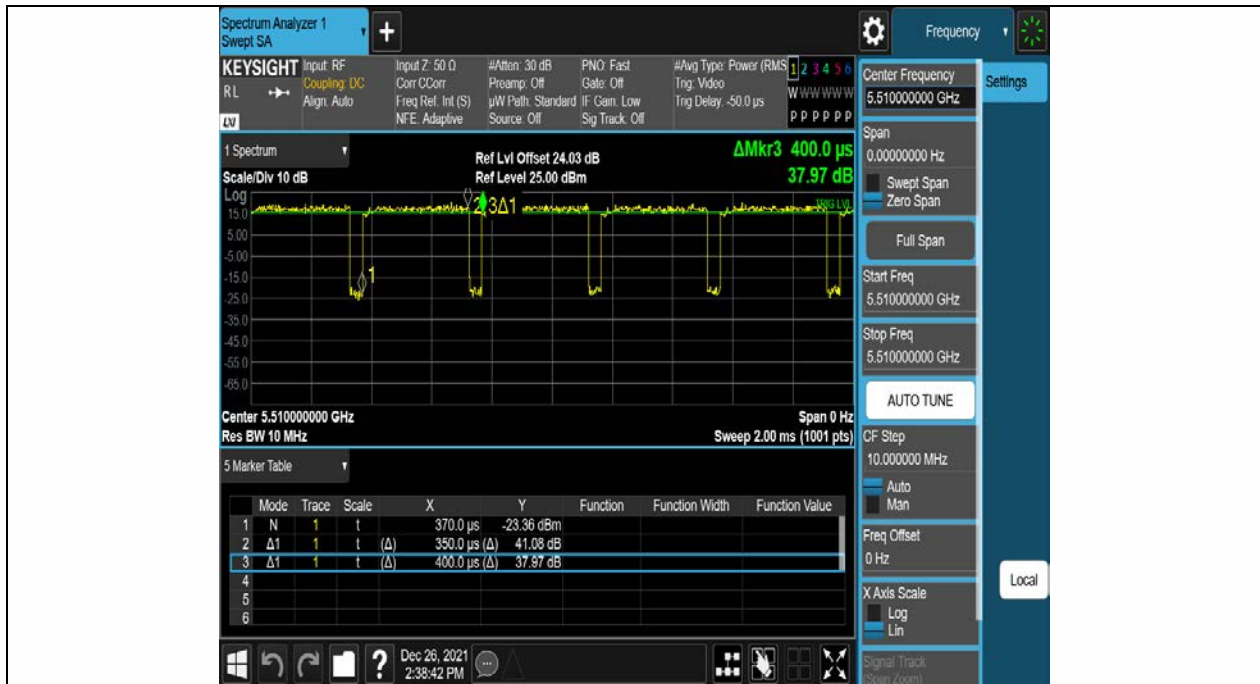 Spectrum Analyzer 1
Swept SA
+
Frequency
KEYSIGHT
RL
LXI
Input: RF
Coupling: DC
Align: Auto
Input Z: 50 Ω
Corr CCorr
Freq Ref: Int (S)
NFE: Adaptive
#Atten: 30 dB
Preamp: Off
µW Path: Standard
Source: Off
PNO: Fast
Gate: Off
IF Gain: Low
Sig Track: Off
#Avg Type: Power (RMS
Trig: Video
Trig Delay: -50.0 µs
1 2 3 4 5 6
W W W W W W
P P P P P P
1 Spectrum
Scale/Div 10 dB
Ref Lvl Offset 24.03 dB
Ref Level 25.00 dBm
ΔMkr3 400.0 µs
37.97 dB
Log
TRIG LVL
3Δ1
1
15.0
5.00
-5.00
-15.0
-25.0
-35.0
-45.0
-55.0
-65.0
Center 5.510000000 GHz
Span 0 Hz
Res BW 10 MHz
Sweep 2.00 ms (1001 pts)
5 Marker Table
Mode Trace Scale X Y Function Function Width Function Value
1 N 1 t 370.0 µs -23.36 dBm
2 Δ1 1 t (Δ) 350.0 µs (Δ) 41.08 dB
3 Δ1 1 t (Δ) 400.0 µs (Δ) 37.97 dB
4
5
6
Dec 26, 2021
2:38:42 PM
?
Center Frequency
5.510000000 GHz
Settings
Span
0.00000000 Hz
Swept Span
Zero Span
Full Span
Start Freq
5.510000000 GHz
Stop Freq
5.510000000 GHz
AUTO TUNE
CF Step
10.000000 MHz
Auto
Man
Freq Offset
0 Hz
X Axis Scale
Log
Lin
Local
Signal Track
(Span Zoom)